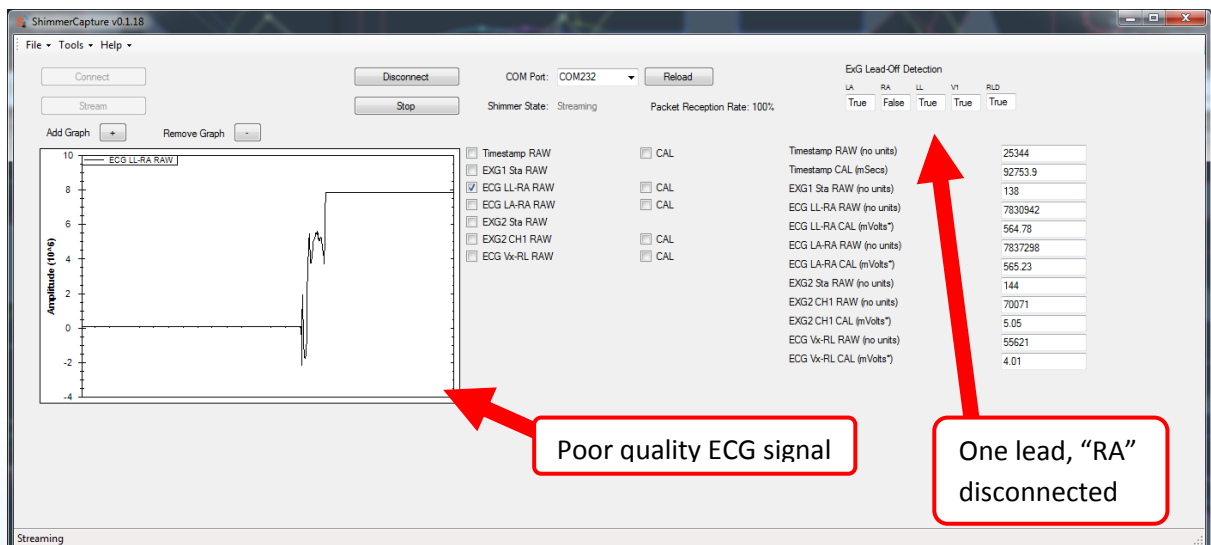 ShimmerCapture v0.1.18
File Tools Help
Connect Disconnect COM Port: COM232 Reload ExG Lead-Off Detection
LA RA LL V1 RLD
Stream Stop Shimmer State: Streaming Packet Reception Rate: 100% True False True True True
Add Graph + Remove Graph -
ECG LL-RA RAW
10
8
6
4
2
0
-2
-4
Amplitude (10^6)
Timestamp RAW CAL
EXG1 Sta RAW
ECG LL-RA RAW CAL
ECG LA-RA RAW CAL
EXG2 Sta RAW
EXG2 CH1 RAW CAL
ECG Vx-RL RAW CAL
Timestamp RAW (no units) 25344
Timestamp CAL (mSecs) 92753.9
EXG1 Sta RAW (no units) 138
ECG LL-RA RAW (no units) 7830942
ECG LL-RA CAL (mVolts*) 564.78
ECG LA-RA RAW (no units) 7837298
ECG LA-RA CAL (mVolts*) 565.23
EXG2 Sta RAW (no units) 144
EXG2 CH1 RAW (no units) 70071
EXG2 CH1 CAL (mVolts*) 5.05
ECG Vx-RL RAW (no units) 55621
ECG Vx-RL CAL (mVolts*) 4.01
Poor quality ECG signal
One lead, “RA”
disconnected
Streaming